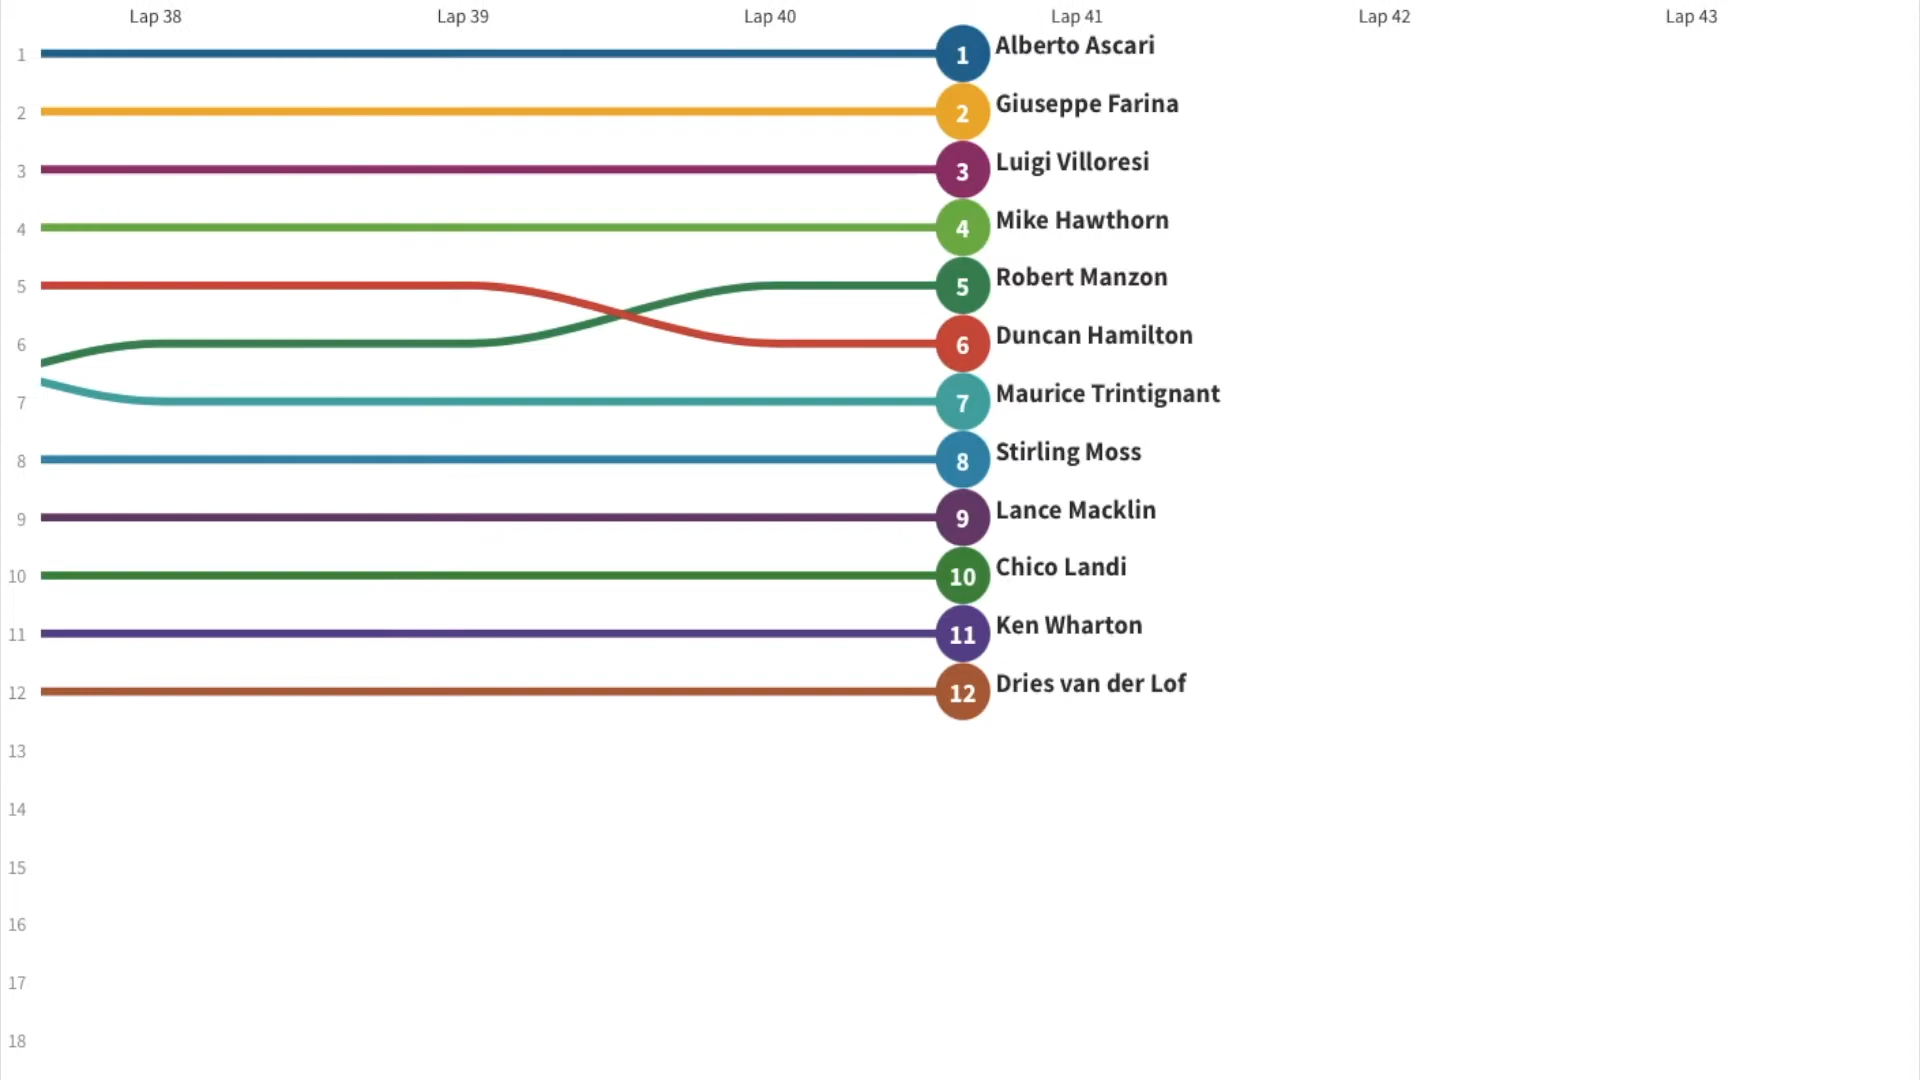 Lap 38 Lap 39 Lap 40 Lap 41 Lap 42 Lap 43
1 1 Alberto Ascari
2 2 Giuseppe Farina
3 3 Luigi Villoresi
4 4 Mike Hawthorn
5 5 Robert Manzon
6 6 Duncan Hamilton
7 7 Maurice Trintignant
8 8 Stirling Moss
9 9 Lance Macklin
10 10 Chico Landi
11 11 Ken Wharton
12 12 Dries van der Lof
13
14
15
16
17
18